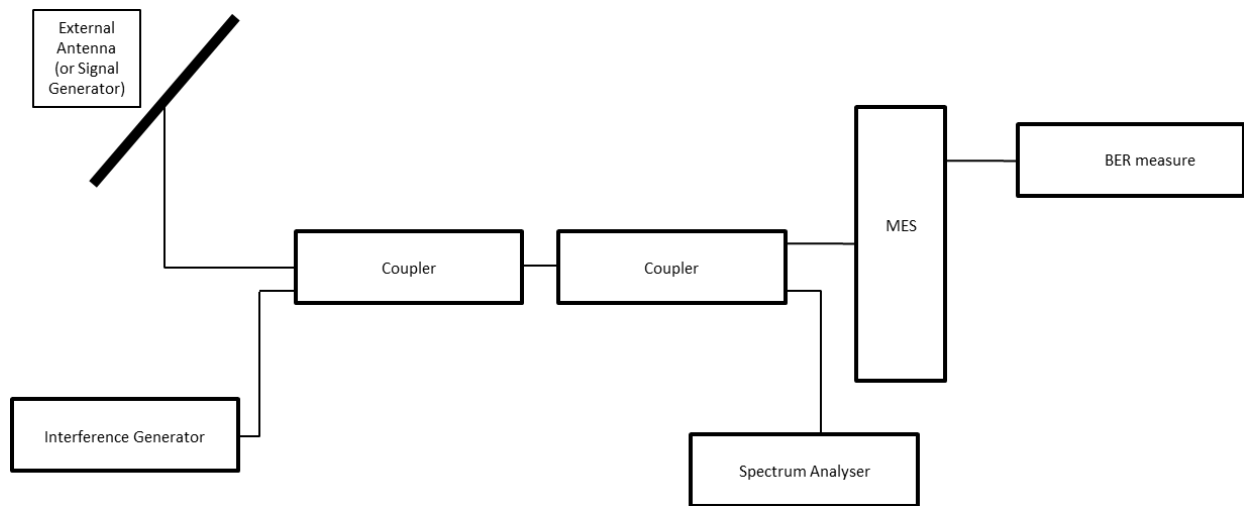 External
Antenna
(or Signal
Generator)
BER measure
MES
Coupler
Coupler
Interference Generator
Spectrum Analyser